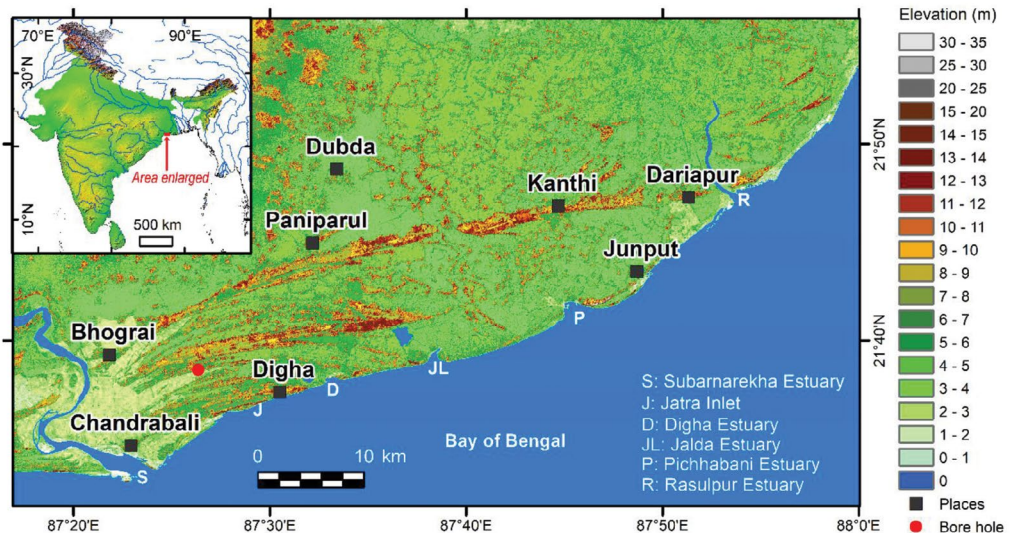 70°E
90°E
30°N
10°N
Area enlarged
500 km
Dubda
Kanthi
Dariapur
Paniparul
R
Junput
P
Bhograi
Digha
D
JL
J
Chandrabali
S
0
10 km
Bay of Bengal
S: Subarnarekha Estuary
J: Jatra Inlet
D: Digha Estuary
JL: Jalda Estuary
P: Pichhabani Estuary
R: Rasulpur Estuary
21°50'N
21°40'N
87°20'E
87°30'E
87°40'E
87°50'E
88°0'E
Elevation (m)
30 - 35
25 - 30
20 - 25
15 - 20
14 - 15
13 - 14
12 - 13
11 - 12
10 - 11
9 - 10
8 - 9
7 - 8
6 - 7
5 - 6
4 - 5
3 - 4
2 - 3
1 - 2
0 - 1
0
Places
Bore hole